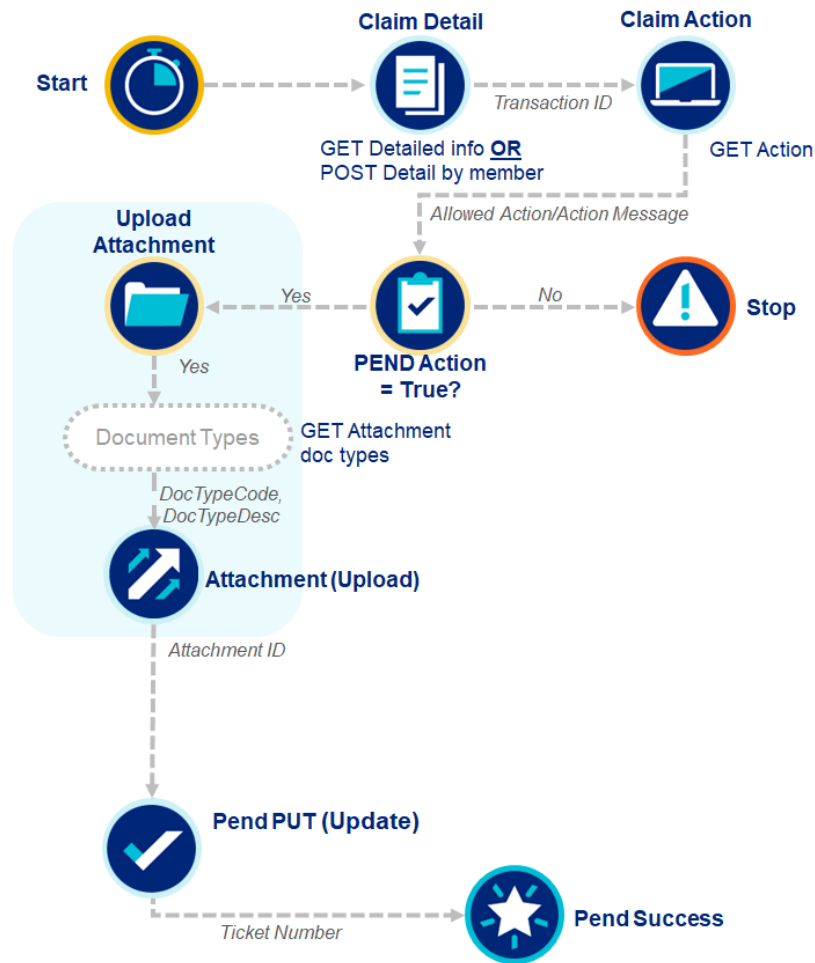 Claim Detail
Claim Action
Start
Transaction ID
GET Detailed info OR
POST Detail by member
GET Action
Allowed Action/Action Message
Upload
Attachment
Yes
No
Stop
PEND Action
= True?
Yes
Document Types
GET Attachment
doc types
DocTypeCode,
DocTypeDesc
Attachment (Upload)
Attachment ID
Pend PUT (Update)
Ticket Number
Pend Success